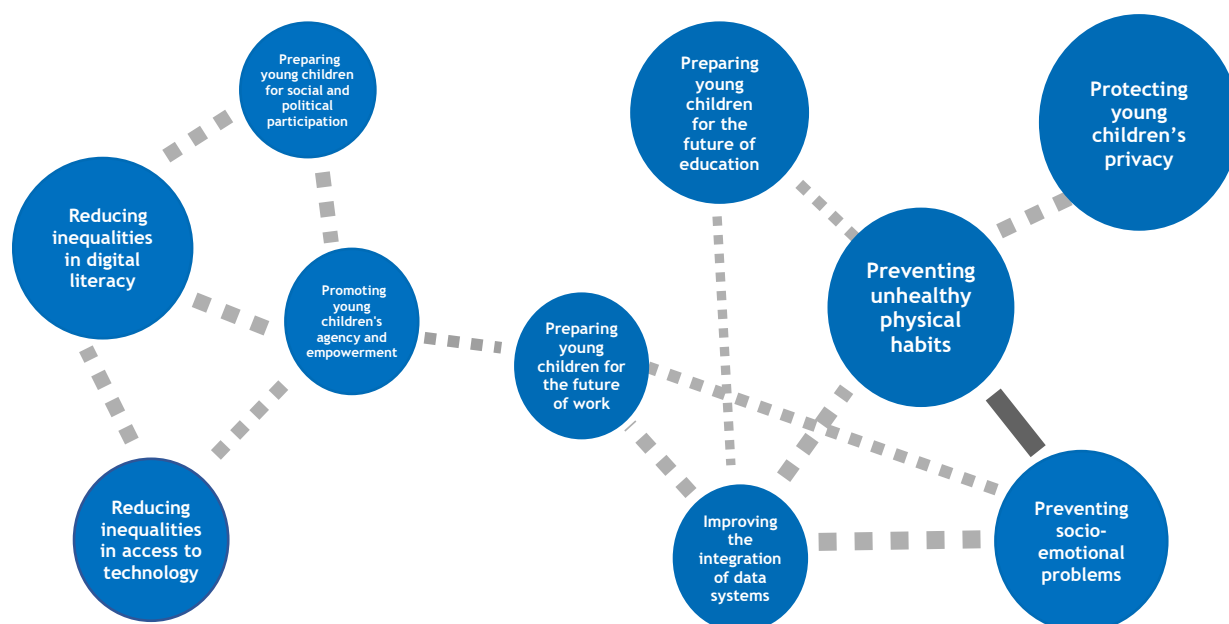 Preparing
young children
for social and
political
participation
Preparing
young
children
for the
future of
education
Protecting
young
children’s
privacy
Reducing
inequalities
in digital
literacy
Promoting
young
children's
agency and
empowerment
Preparing
young
children for
the future
of work
Preventing
unhealthy
physical
habits
Reducing
inequalities
in access to
technology
Improving
the
integration
of data
systems
Preventing
socio-
emotional
problems